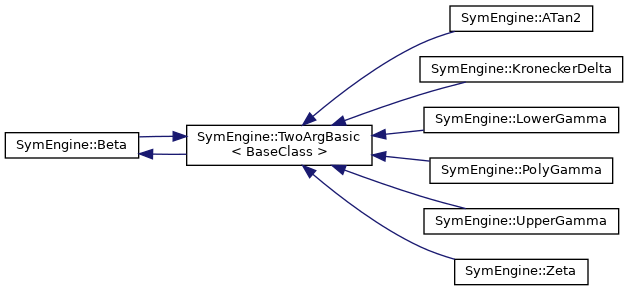 SymEngine::ATan2
SymEngine::KroneckerDelta
SymEngine::LowerGamma
SymEngine::TwoArgBasic
< BaseClass >
SymEngine::Beta
SymEngine::PolyGamma
SymEngine::UpperGamma
SymEngine::Zeta